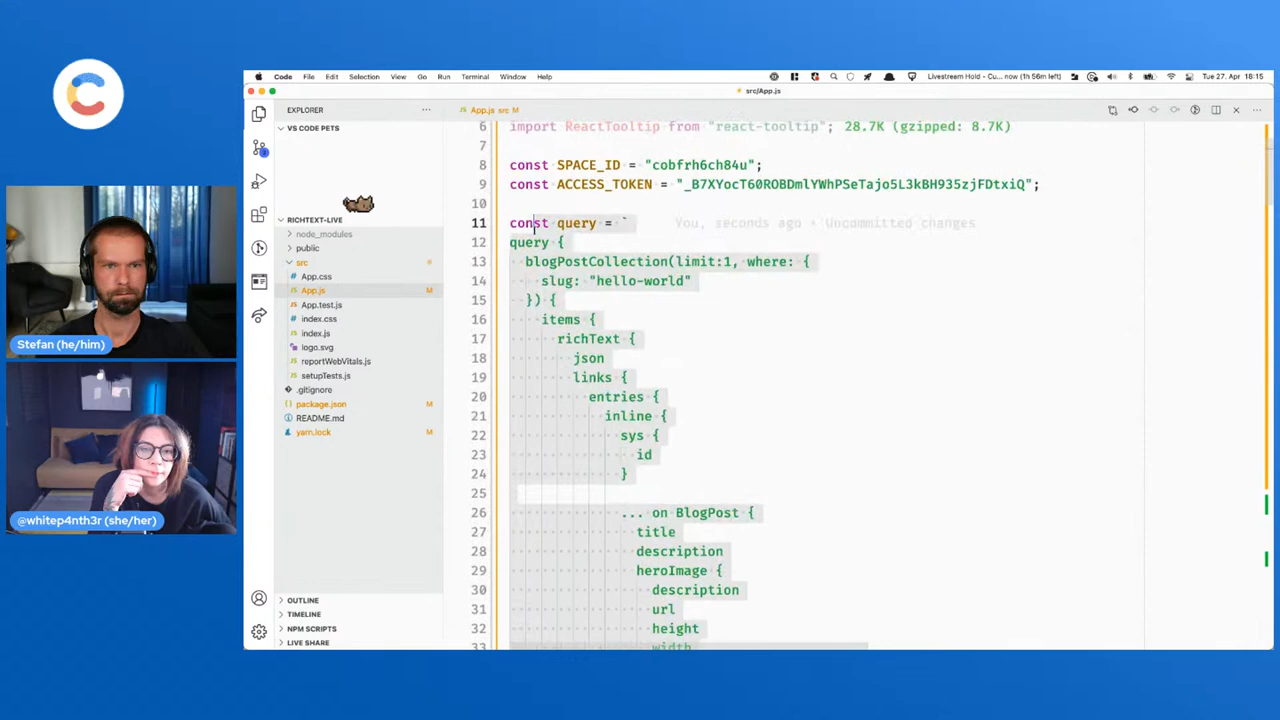 Code File Edit Selection View Go Run Terminal Window Help
Livestream Hold - Cu... now (1h 56m left) Tue 27. Apr 16:15
src/App.js
EXPLORER
VS CODE PETS
RICHTEXT-LIVE
node_modules
public
src
App.css
App.js M
App.test.js
index.css
index.js
logo.svg
reportWebVitals.js
setupTests.js
.gitignore
package.json M
README.md
yarn.lock M
OUTLINE
TIMELINE
NPM SCRIPTS
LIVE SHARE
App.js src M
6 import ReactTooltip from "react-tooltip"; 28.7K (gzipped: 8.7K)
7
8 const SPACE_ID = "cobfrh6ch84u";
9 const ACCESS_TOKEN = "_B7XYocT60ROBDmlYWhPSeTajo5L3kBH935zjFDtxiQ";
10
11 const query = ` You, seconds ago • Uncommitted changes
12 query {
13 blogPostCollection(limit:1, where: {
14 slug: "hello-world"
15 }) {
16 items {
17 richText {
18 json
19 links {
20 entries {
21 inline {
22 sys {
23 id
24 }
25
26 ... on BlogPost {
27 title
28 description
29 heroImage {
30 description
31 url
32 height
33 width
Stefan (he/him)
@whitep4nth3r (she/her)